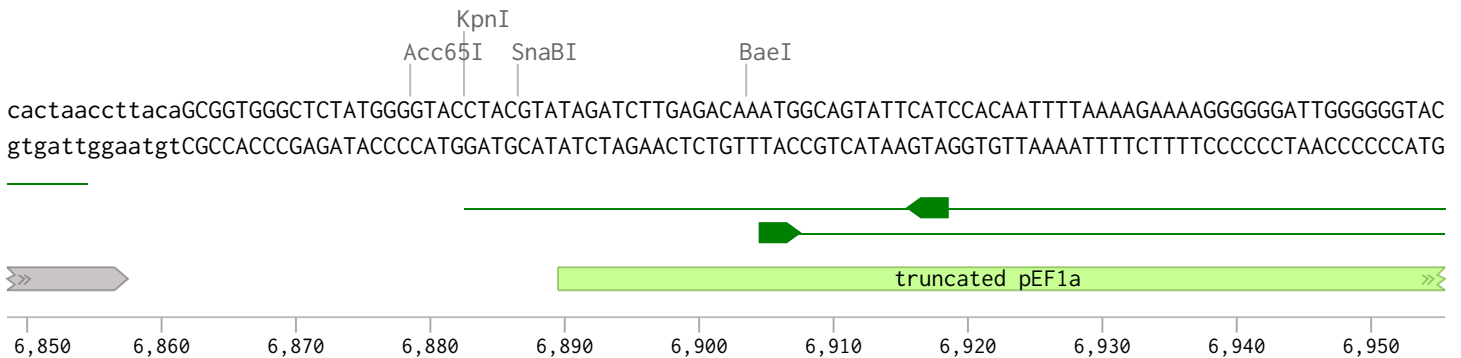 KpnI
Acc65I SnaBI BaeI
cactaaccttacaGCGGTGGGCTCTATGGGGTACCTACGTATAGATCTTGAGACAAATGGCAGTATTCATCCACAATTTTAAAAGAAAAGGGGGGATTGGGGGGTAC
gtgattggaatgtCGCCACCCGAGATACCCCATGGATGCATATCTAGAACTCTGTTTACCGTCATAAGTAGGTGTTAAAATTTTCTTTTCCCCCCTAACCCCCCATG
truncated pEF1a
6,850 6,860 6,870 6,880 6,890 6,900 6,910 6,920 6,930 6,940 6,950